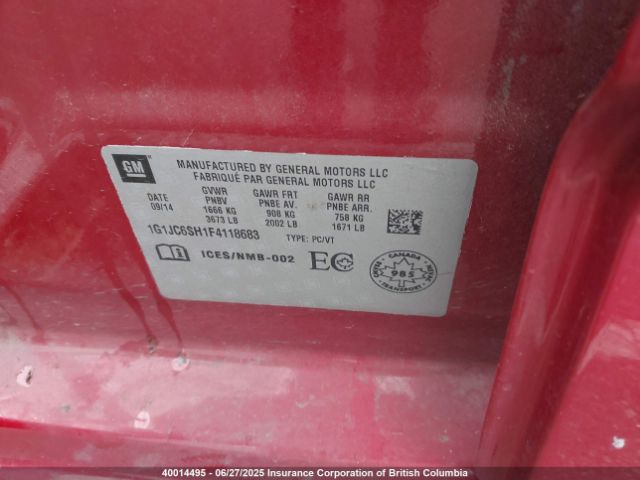 GM
MANUFACTURED BY GENERAL MOTORS LLC
FABRIQUÉ PAR GENERAL MOTORS LLC
DATE GVWR GAWR FRT GAWR RR
PNBV PNBE AV. PNBE ARR.
09/14 1666 KG 908 KG 758 KG
3673 LB 2002 LB 1671 LB
1G1JC6SH1F4118683 TYPE: PC/VT
ICES/NMB-002 EC
985
TRANSPORT
40014495 - 06/27/2025 Insurance Corporation of British Columbia